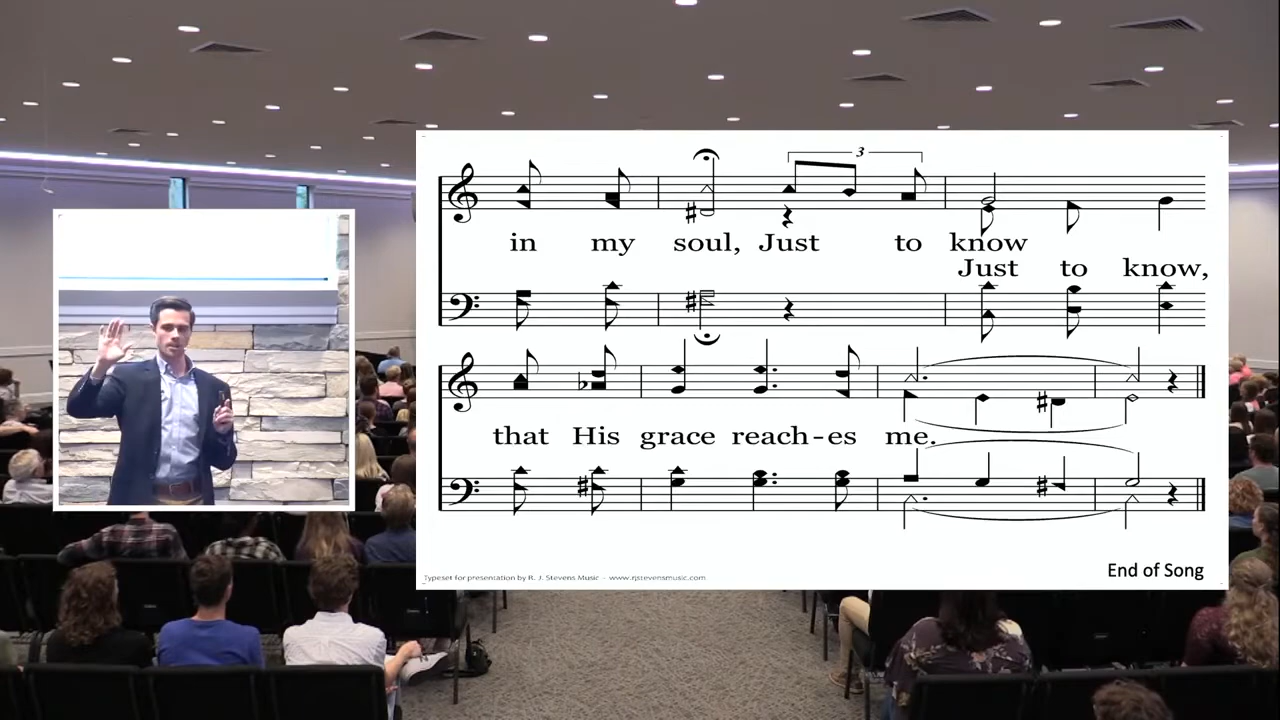 3
in my soul, Just to know
Just to know,
that His grace reach-es me.
Typeset for presentation by R. J. Stevens Music – www.rjstevensmusic.com
End of Song